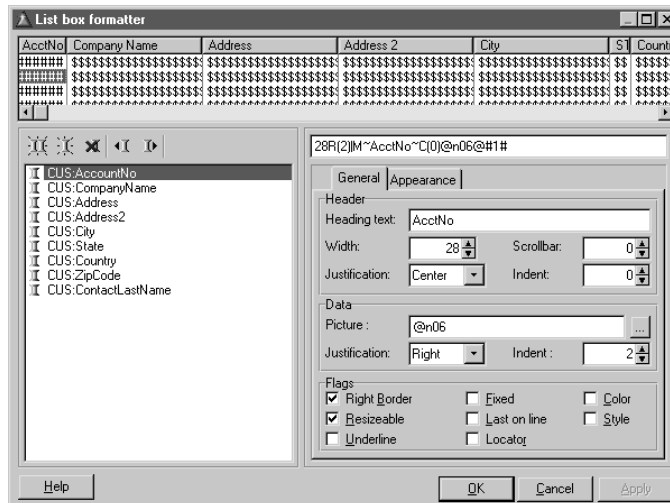 List box formatter
AcctNo Company Name Address Address 2 City ST Count
###### $$$$$$$$$$$$$$$$$$$$$$$$$$$$$$$$$$$$$$$$$$$$$$$$$$$$$$$$$$$$$$$$ $$ $$$$$
###### $$$$$$$$$$$$$$$$$$$$$$$$$$$$$$$$$$$$$$$$$$$$$$$$$$$$$$$$$$$$$$$$ $$ $$$$$
###### $$$$$$$$$$$$$$$$$$$$$$$$$$$$$$$$$$$$$$$$$$$$$$$$$$$$$$$$$$$$$$$$ $$ $$$$$
28R(2)|M~AcctNo~C(0)@n06@#1#
CUS:AccountNo
CUS:CompanyName
CUS:Address
CUS:Address2
CUS:City
CUS:State
CUS:Country
CUS:ZipCode
CUS:ContactLastName
General Appearance
Header
Heading text: AcctNo
Width: 28 Scrollbar: 0
Justification: Center Indent: 0
Data
Picture : @n06 ...
Justification: Right Indent : 2
Flags
Right Border Fixed Color
Resizeable Last on line Style
Underline Locator
Help OK Cancel Apply